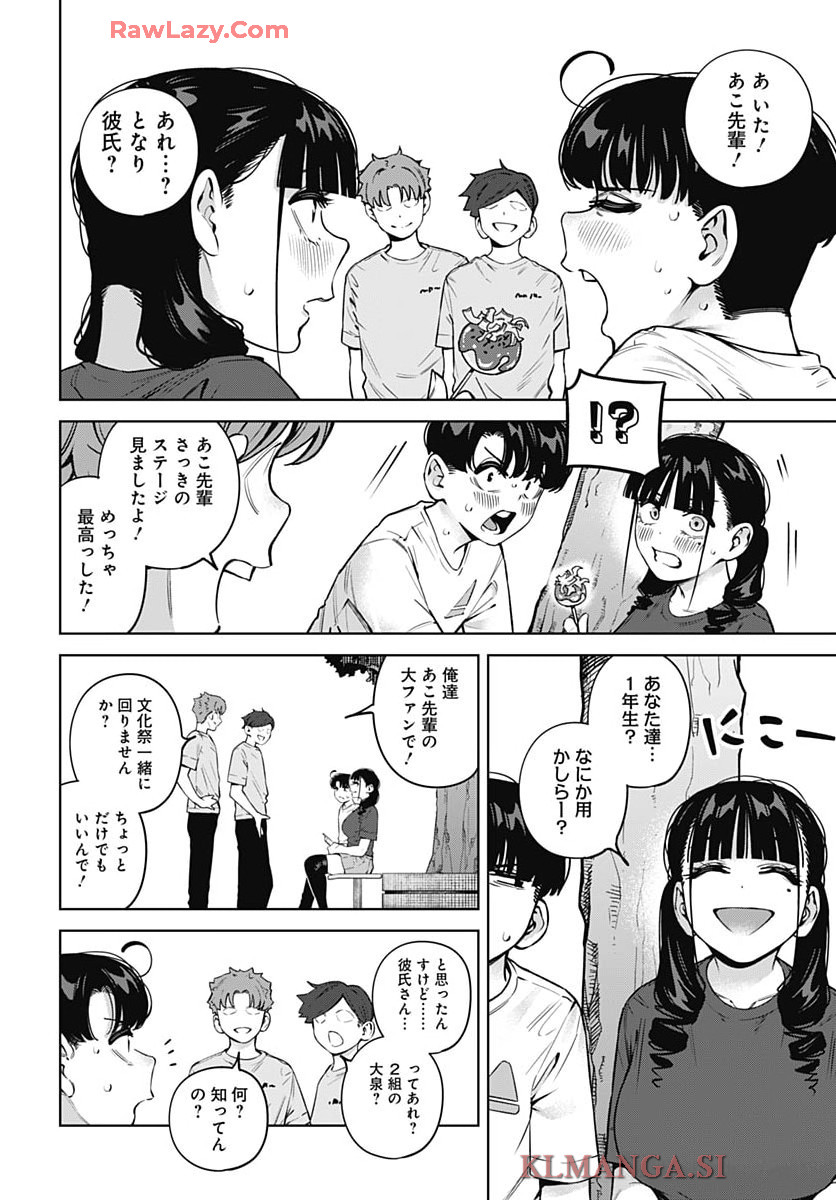 RawLazy.Com
あいた！
あこ先輩！
あれ…？
となり
彼氏？
!?
あこ先輩
さっきの
ステージ
見ましたよ！
めっちゃ
最高っした！
あなた達…
１年生？
なにか用
かしらー？
にこー
俺達
あこ先輩の
大ファンで！
文化祭一緒に
回りません
か？
ちょっと
だけでも
いいんで！
と思ったん
すけど……
彼氏さん…
ってあれ？
２組の
大泉？
何？
知ってん
の？
KLMANGA.SI